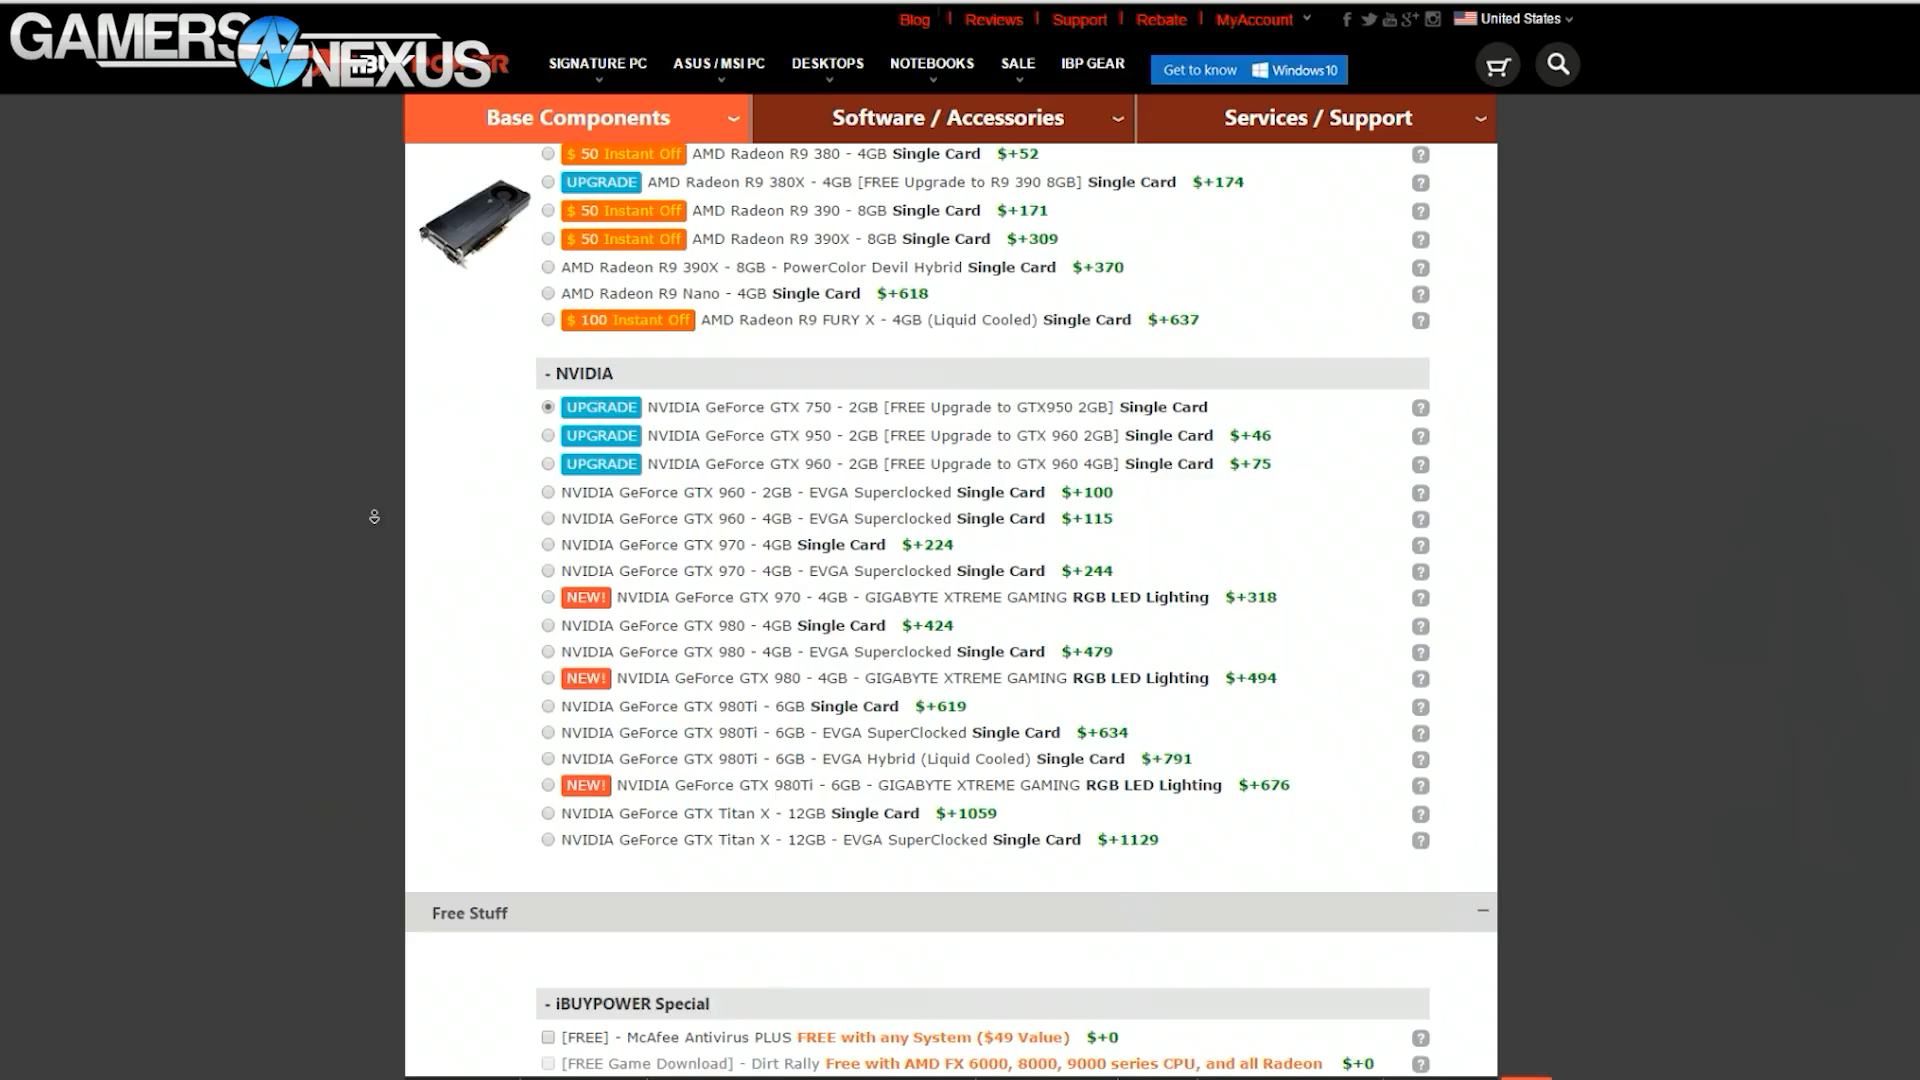 Blog | Reviews | Support | Rebate | MyAccount United States
GAMERS NEXUS
SIGNATURE PC ASUS / MSI PC DESKTOPS NOTEBOOKS SALE IBP GEAR Get to know Windows10
Base Components Software / Accessories Services / Support
$ 50 Instant Off AMD Radeon R9 380 - 4GB Single Card $+52
UPGRADE AMD Radeon R9 380X - 4GB [FREE Upgrade to R9 390 8GB] Single Card $+174
$ 50 Instant Off AMD Radeon R9 390 - 8GB Single Card $+171
$ 50 Instant Off AMD Radeon R9 390X - 8GB Single Card $+309
AMD Radeon R9 390X - 8GB - PowerColor Devil Hybrid Single Card $+370
AMD Radeon R9 Nano - 4GB Single Card $+618
$ 100 Instant Off AMD Radeon R9 FURY X - 4GB (Liquid Cooled) Single Card $+637
- NVIDIA
UPGRADE NVIDIA GeForce GTX 750 - 2GB [FREE Upgrade to GTX950 2GB] Single Card
UPGRADE NVIDIA GeForce GTX 950 - 2GB [FREE Upgrade to GTX 960 2GB] Single Card $+46
UPGRADE NVIDIA GeForce GTX 960 - 2GB [FREE Upgrade to GTX 960 4GB] Single Card $+75
NVIDIA GeForce GTX 960 - 2GB - EVGA Superclocked Single Card $+100
NVIDIA GeForce GTX 960 - 4GB - EVGA Superclocked Single Card $+115
NVIDIA GeForce GTX 970 - 4GB Single Card $+224
NVIDIA GeForce GTX 970 - 4GB - EVGA Superclocked Single Card $+244
NEW! NVIDIA GeForce GTX 970 - 4GB - GIGABYTE XTREME GAMING RGB LED Lighting $+318
NVIDIA GeForce GTX 980 - 4GB Single Card $+424
NVIDIA GeForce GTX 980 - 4GB - EVGA Superclocked Single Card $+479
NEW! NVIDIA GeForce GTX 980 - 4GB - GIGABYTE XTREME GAMING RGB LED Lighting $+494
NVIDIA GeForce GTX 980Ti - 6GB Single Card $+619
NVIDIA GeForce GTX 980Ti - 6GB - EVGA SuperClocked Single Card $+634
NVIDIA GeForce GTX 980Ti - 6GB - EVGA Hybrid (Liquid Cooled) Single Card $+791
NEW! NVIDIA GeForce GTX 980Ti - 6GB - GIGABYTE XTREME GAMING RGB LED Lighting $+676
NVIDIA GeForce GTX Titan X - 12GB Single Card $+1059
NVIDIA GeForce GTX Titan X - 12GB - EVGA SuperClocked Single Card $+1129
Free Stuff
- iBUYPOWER Special
[FREE] - McAfee Antivirus PLUS FREE with any System ($49 Value) $+0
[FREE Game Download] - Dirt Rally Free with AMD FX 6000, 8000, 9000 series CPU, and all Radeon $+0